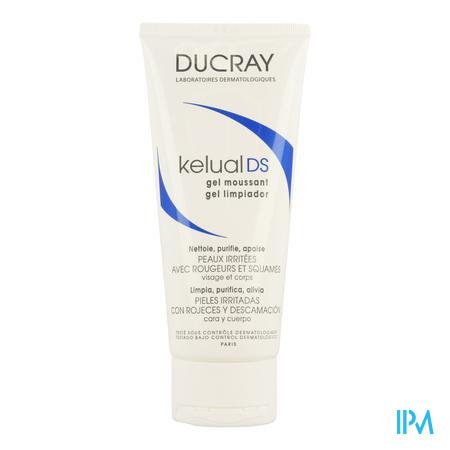 DUCRAY
LABORATOIRES DERMATOLOGIQUES
kelual DS
gel moussant
gel limpiador
Nettoie, purifie, apaise
PEAUX IRRITÉES
AVEC ROUGEURS ET SQUAMES
visage et corps
Limpia, purifica, alivia
PIELES IRRITADAS
CON ROJECES Y DESCAMACIÓN
cara y cuerpo
TESTÉ SOUS CONTRÔLE DERMATOLOGIQUE
TESTADO BAJO CONTROL DERMATOLÓGICO
PARIS
IPM